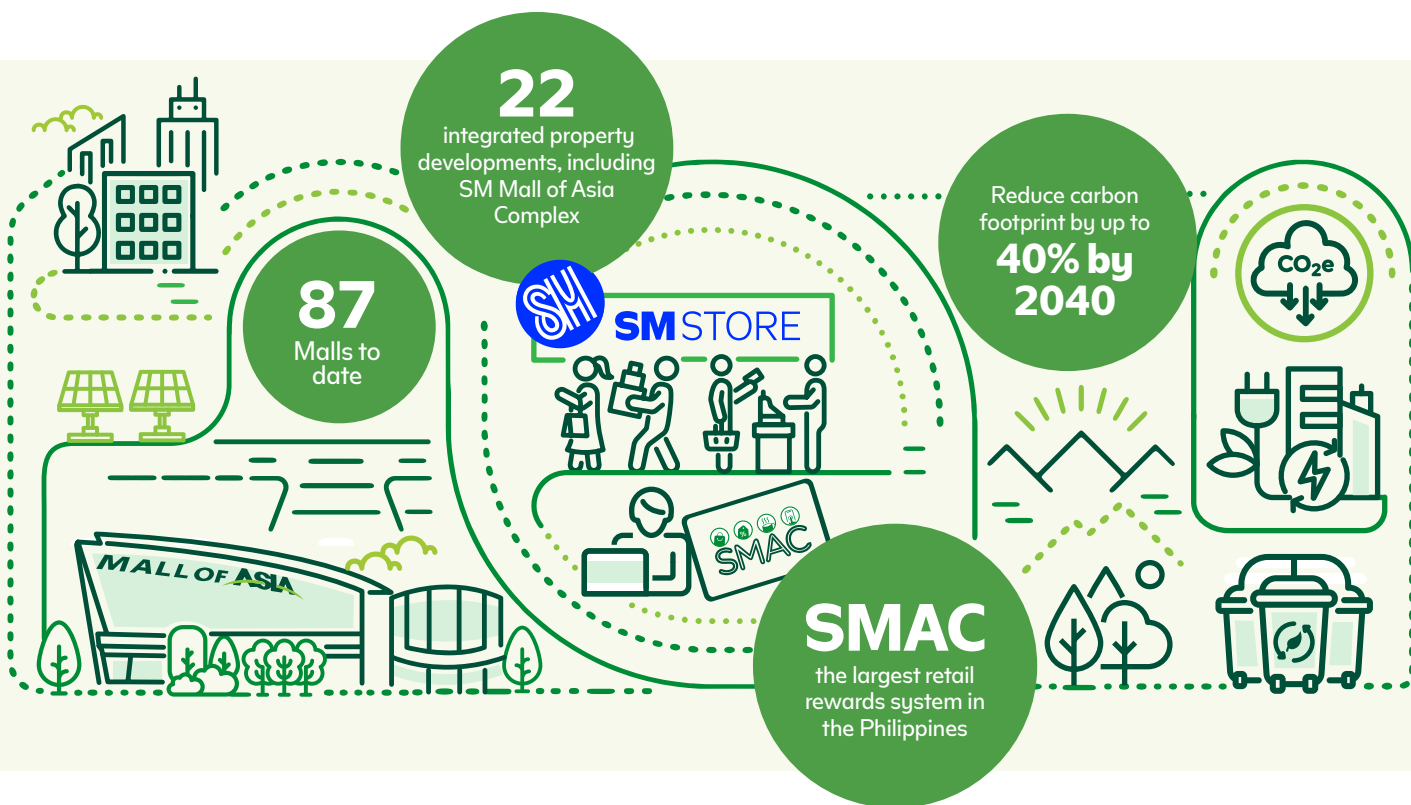 22
integrated property
developments, including
SM Mall of Asia
Complex
87
Malls to
date
SM
SM STORE
Reduce carbon
footprint by up to
40% by
2040
CO₂e
MALL OF ASIA
SMAC
SMAC
the largest retail
rewards system in
the Philippines